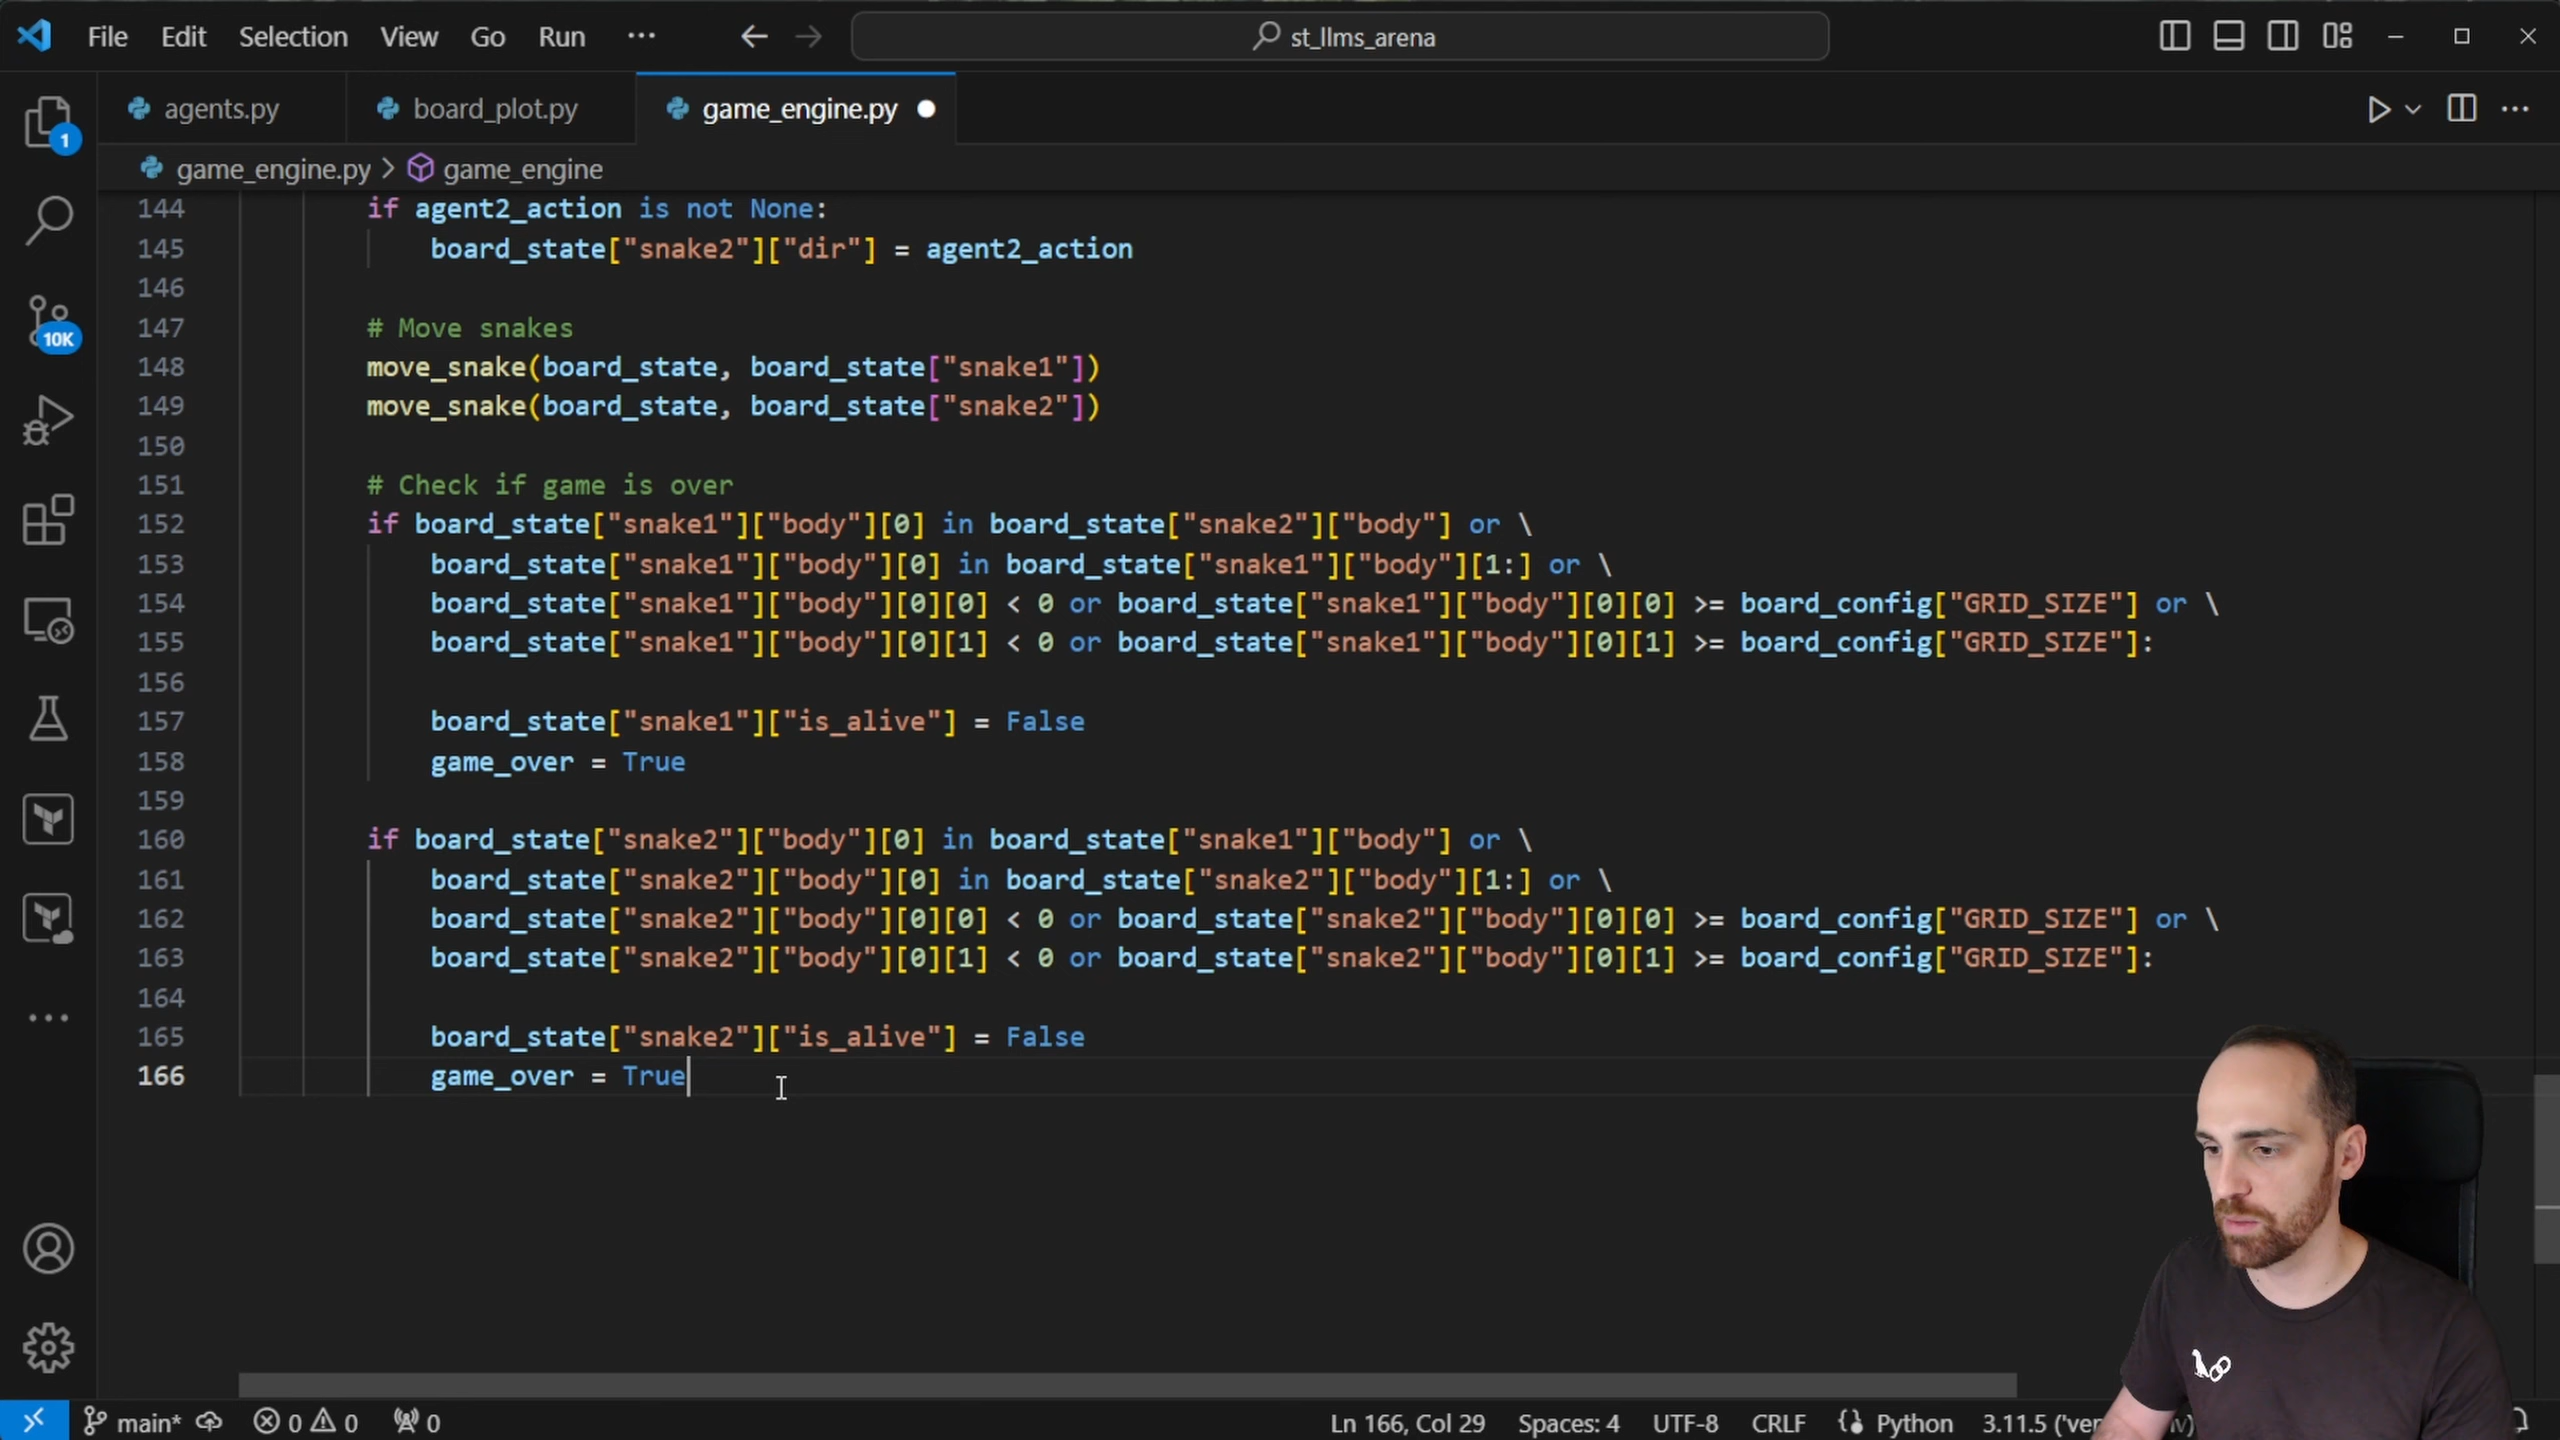 File Edit Selection View Go Run ··· st_llms_arena
agents.py board_plot.py game_engine.py
1
game_engine.py > game_engine
144 if agent2_action is not None:
145 board_state["snake2"]["dir"] = agent2_action
146
147 # Move snakes
148 move_snake(board_state, board_state["snake1"])
149 move_snake(board_state, board_state["snake2"])
150
151 # Check if game is over
152 if board_state["snake1"]["body"][0] in board_state["snake2"]["body"] or \
153 board_state["snake1"]["body"][0] in board_state["snake1"]["body"][1:] or \
154 board_state["snake1"]["body"][0][0] < 0 or board_state["snake1"]["body"][0][0] >= board_config["GRID_SIZE"] or \
155 board_state["snake1"]["body"][0][1] < 0 or board_state["snake1"]["body"][0][1] >= board_config["GRID_SIZE"]:
156
157 board_state["snake1"]["is_alive"] = False
158 game_over = True
159
160 if board_state["snake2"]["body"][0] in board_state["snake1"]["body"] or \
161 board_state["snake2"]["body"][0] in board_state["snake2"]["body"][1:] or \
162 board_state["snake2"]["body"][0][0] < 0 or board_state["snake2"]["body"][0][0] >= board_config["GRID_SIZE"] or \
163 board_state["snake2"]["body"][0][1] < 0 or board_state["snake2"]["body"][0][1] >= board_config["GRID_SIZE"]:
164
165 board_state["snake2"]["is_alive"] = False
166 game_over = True
10K
main* 0 0 0 Ln 166, Col 29 Spaces: 4 UTF-8 CRLF Python 3.11.5